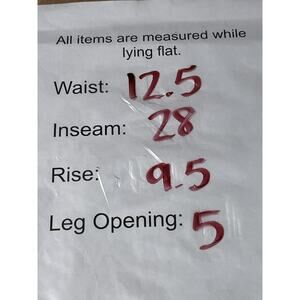 All items are measured while
lying flat.
Waist: 12.5
Inseam: 28
Rise: 9.5
Leg Opening: 5